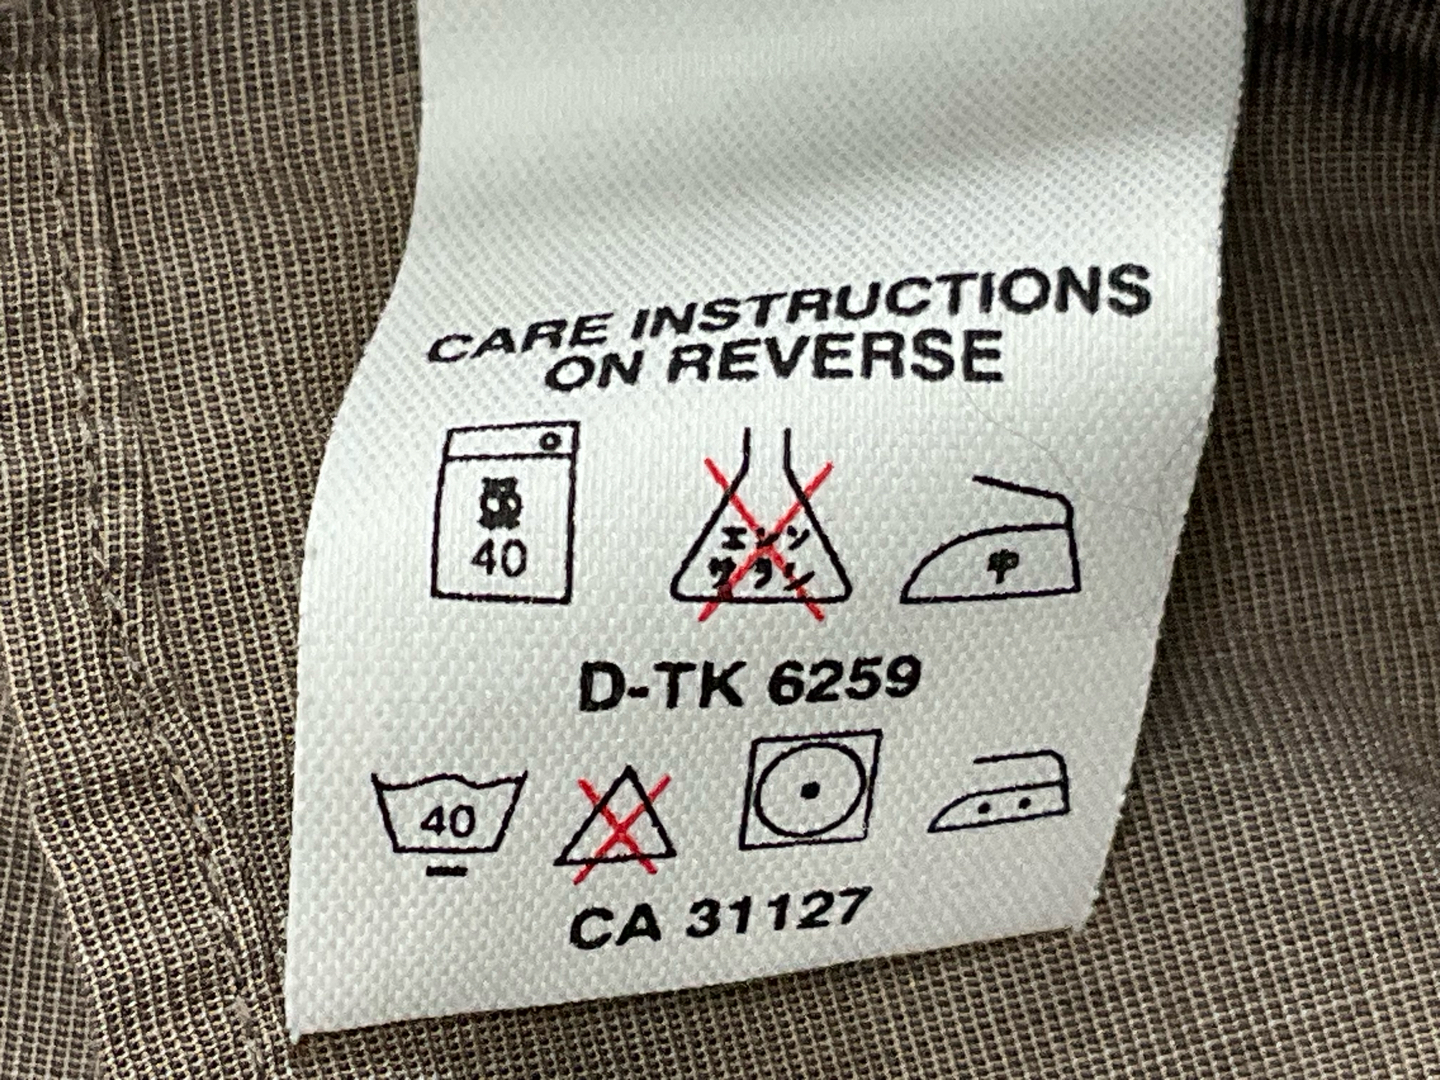 CARE INSTRUCTIONS
ON REVERSE
40
エンソ
サラシ
中
D-TK 6259
40
CA 31127